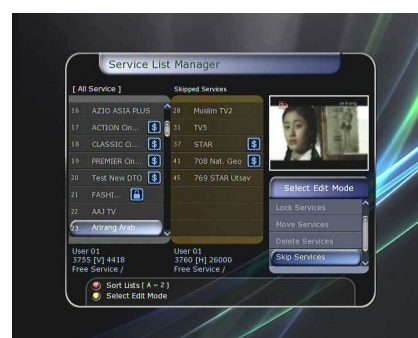 Service List Manager
[ All Service ]
Skipped Services
16 AZIO ASIA PLUS
17 ACTION Cin... $
18 CLASSIC Ci... $
19 PREMIER Cin... $
20 Test New DTO $
21 FASHI...
22 AAJ TV
23 Arirang Arab
28 Muslim TV2
31 TV5
37 STAR $
41 708 Nat. Geo $
45 769 STAR Utsav
Select Edit Mode
Lock Services
Move Services
Delete Services
Skip Services
User 01
3755 [V] 4418
Free Service /
User 01
3760 [H] 26000
Free Service /
Sort Lists ( A ~ Z )
Select Edit Mode